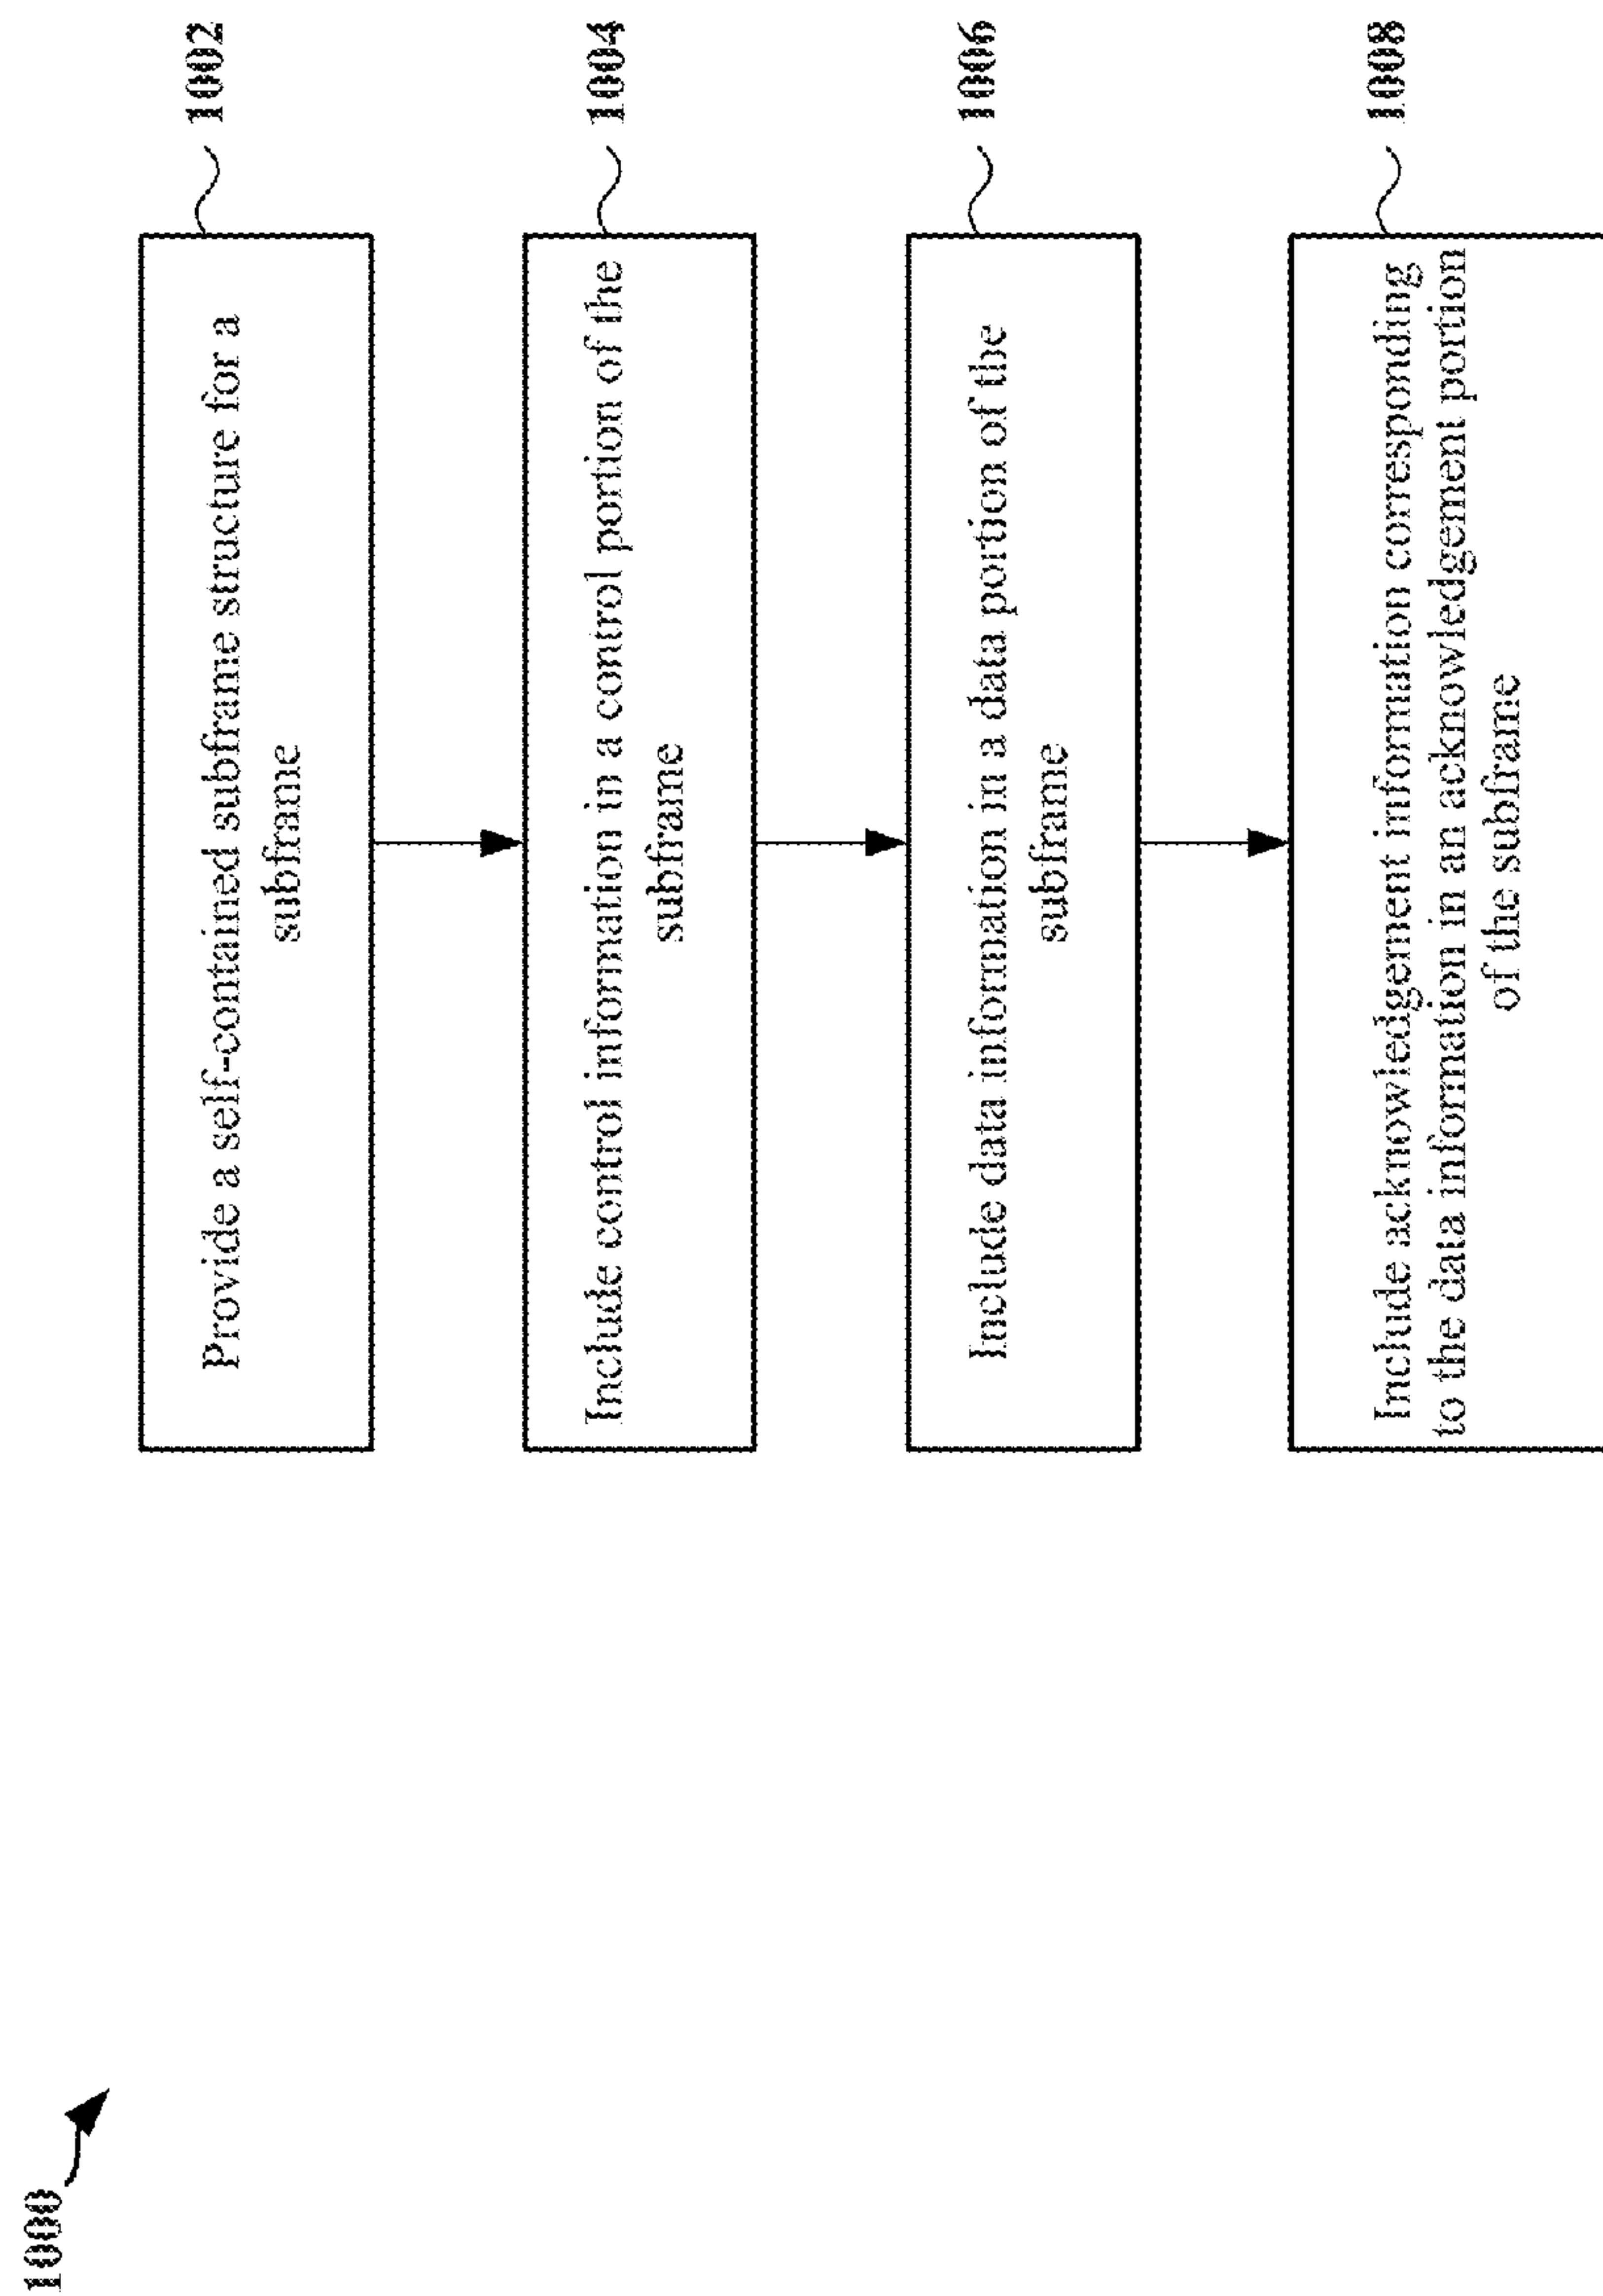 1000
Provide a self-contained subframe structure for a
subframe
1002
Include control information in a control portion of the
subframe
1004
Include data information in a data portion of the
subframe
1006
Include acknowledgement information corresponding
to the data information in an acknowledgement portion
of the subframe
1008